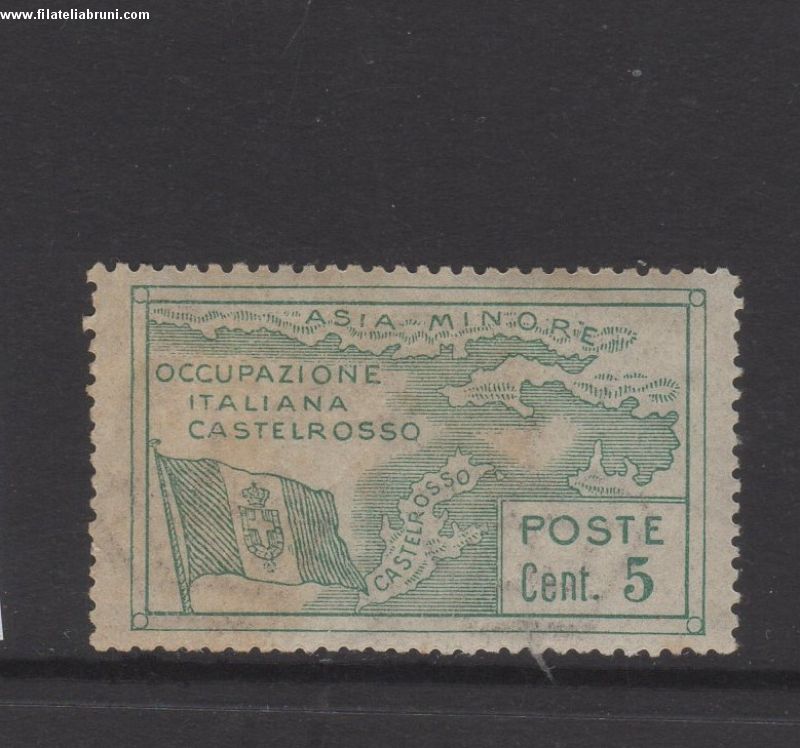 www.filateliabruni.com
ASIA MINORE
OCCUPAZIONE
ITALIANA
CASTELROSSO
CASTELROSSO
POSTE
Cent. 5